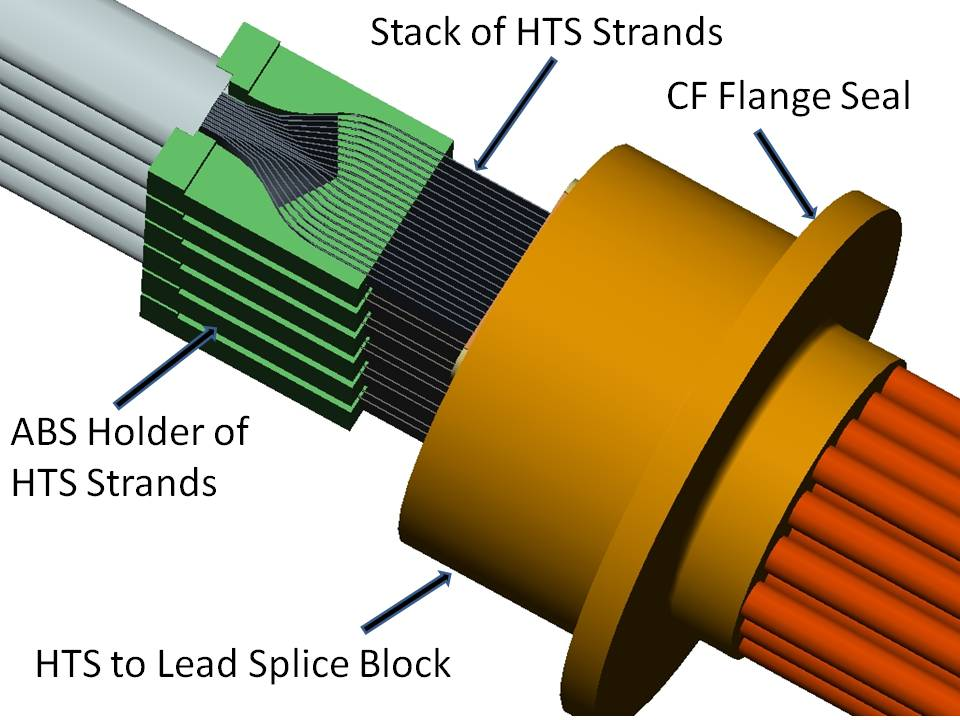 Stack of HTS Strands
CF Flange Seal
ABS Holder of
HTS Strands
HTS to Lead Splice Block